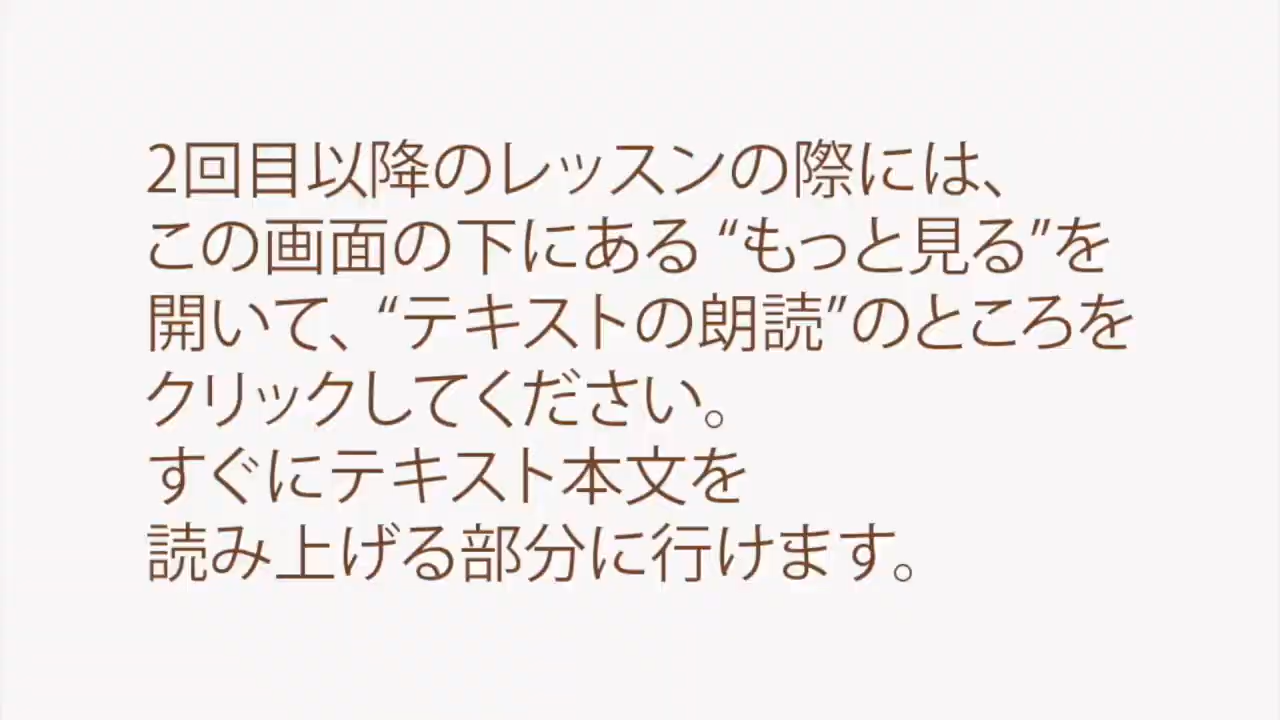 2回目以降のレッスンの際には、
この画面の下にある “もっと見る”を
開いて、“テキストの朗読”のところを
クリックしてください。
すぐにテキスト本文を
読み上げる部分に行けます。